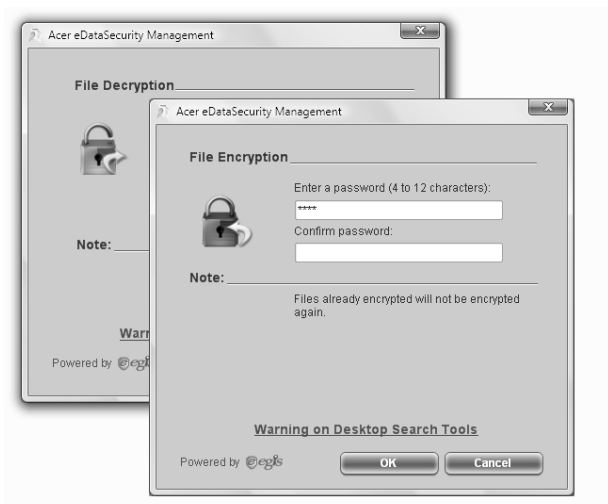 Acer eDataSecurity Management
File Decryption
Note:
Warn
Powered by egis
Acer eDataSecurity Management
File Encryption
Enter a password (4 to 12 characters):
****
Confirm password:
Note:
Files already encrypted will not be encrypted
again.
Warning on Desktop Search Tools
Powered by egis
OK
Cancel